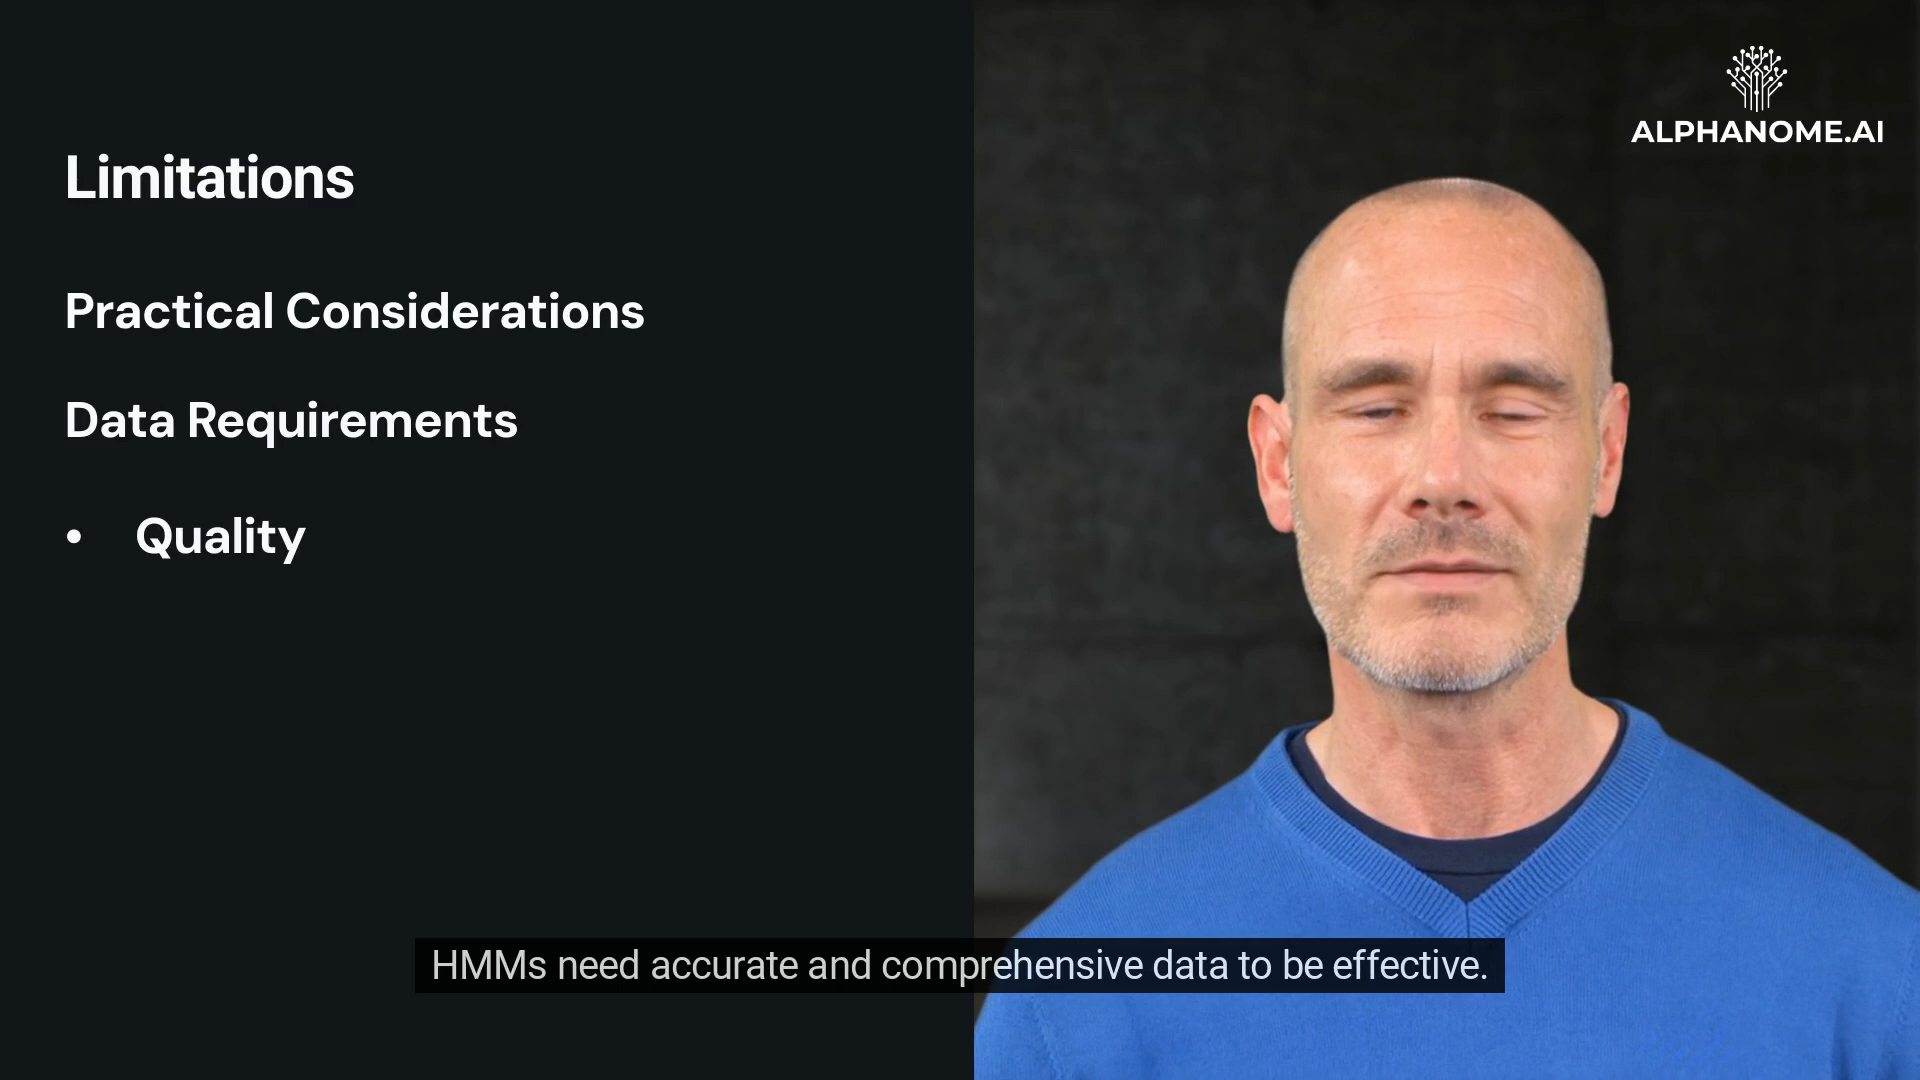 ALPHANOME.AI
Limitations
Practical Considerations
Data Requirements
• Quality
HMMs need accurate and comprehensive data to be effective.